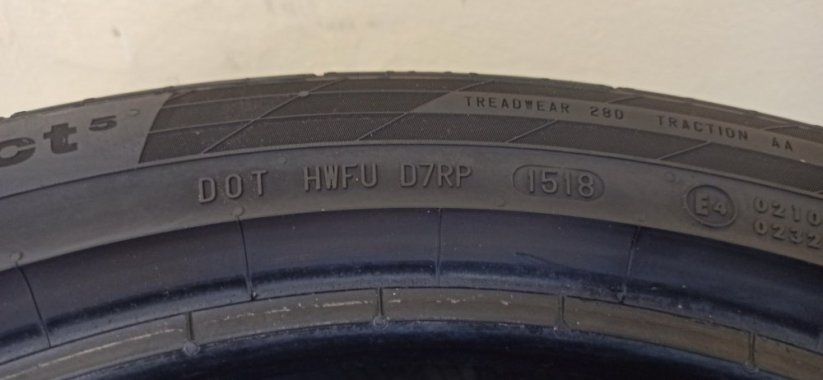 ct5
TREADWEAR 280 TRACTION AA
DOT HWFU D7RP 1518
E4 0210
0232